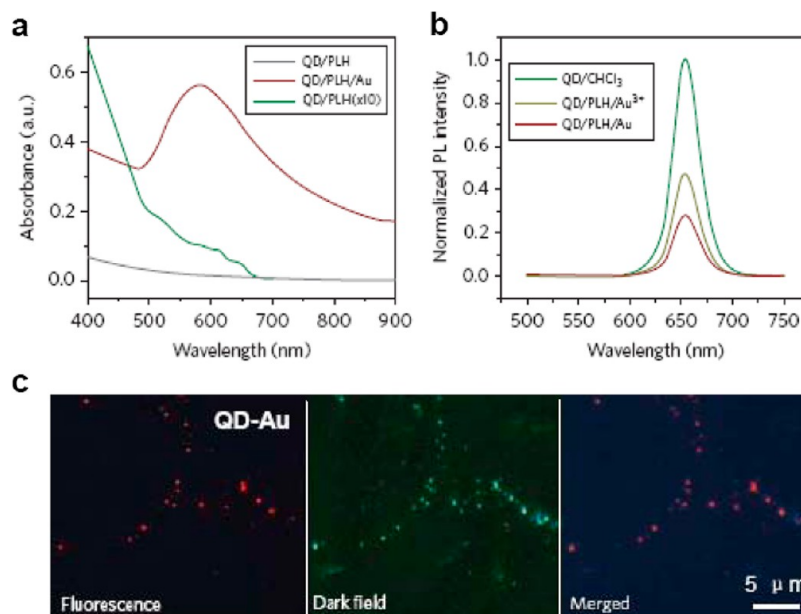 a
QD/PLH
QD/PLH/Au
QD/PLH(x10)
0.6
0.4
0.2
0.0
Absorbance (a.u.)
400 500 600 700 800 900
Wavelength (nm)
b
QD/CHCl₃
QD/PLH/Au³⁺
QD/PLH/Au
1.0
0.8
0.6
0.4
0.2
0.0
Normalized PL intensity
500 550 600 650 700 750
Wavelength (nm)
c
QD-Au
Fluorescence
Dark field
Merged
5 μm